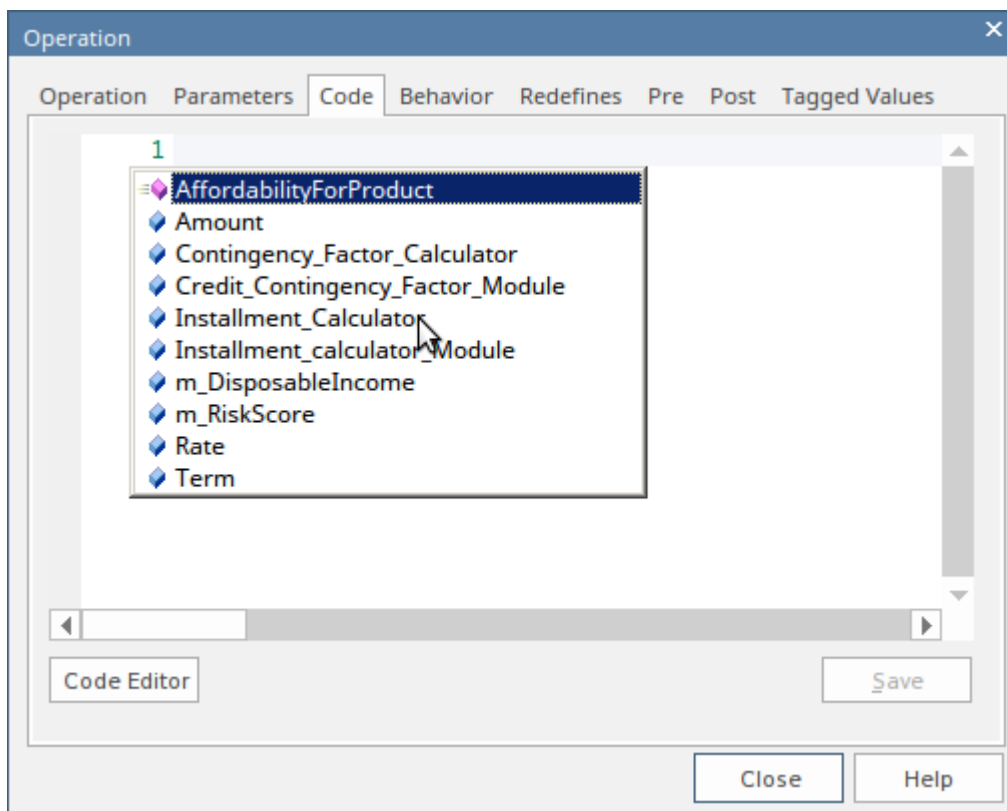 Operation
Operation Parameters Code Behavior Redefines Pre Post Tagged Values
1
AffordabilityForProduct
Amount
Contingency_Factor_Calculator
Credit_Contingency_Factor_Module
Installment_Calculator
Installment_calculator_Module
m_DisposableIncome
m_RiskScore
Rate
Term
Code Editor Save
Close Help